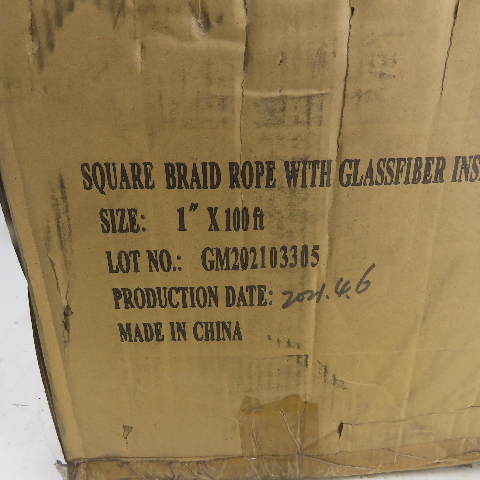 SQUARE BRAID ROPE WITH GLASSFIBER INS
SIZE: 1" X 100 ft
LOT NO.: GM202103305
PRODUCTION DATE: 2021.4.6
MADE IN CHINA